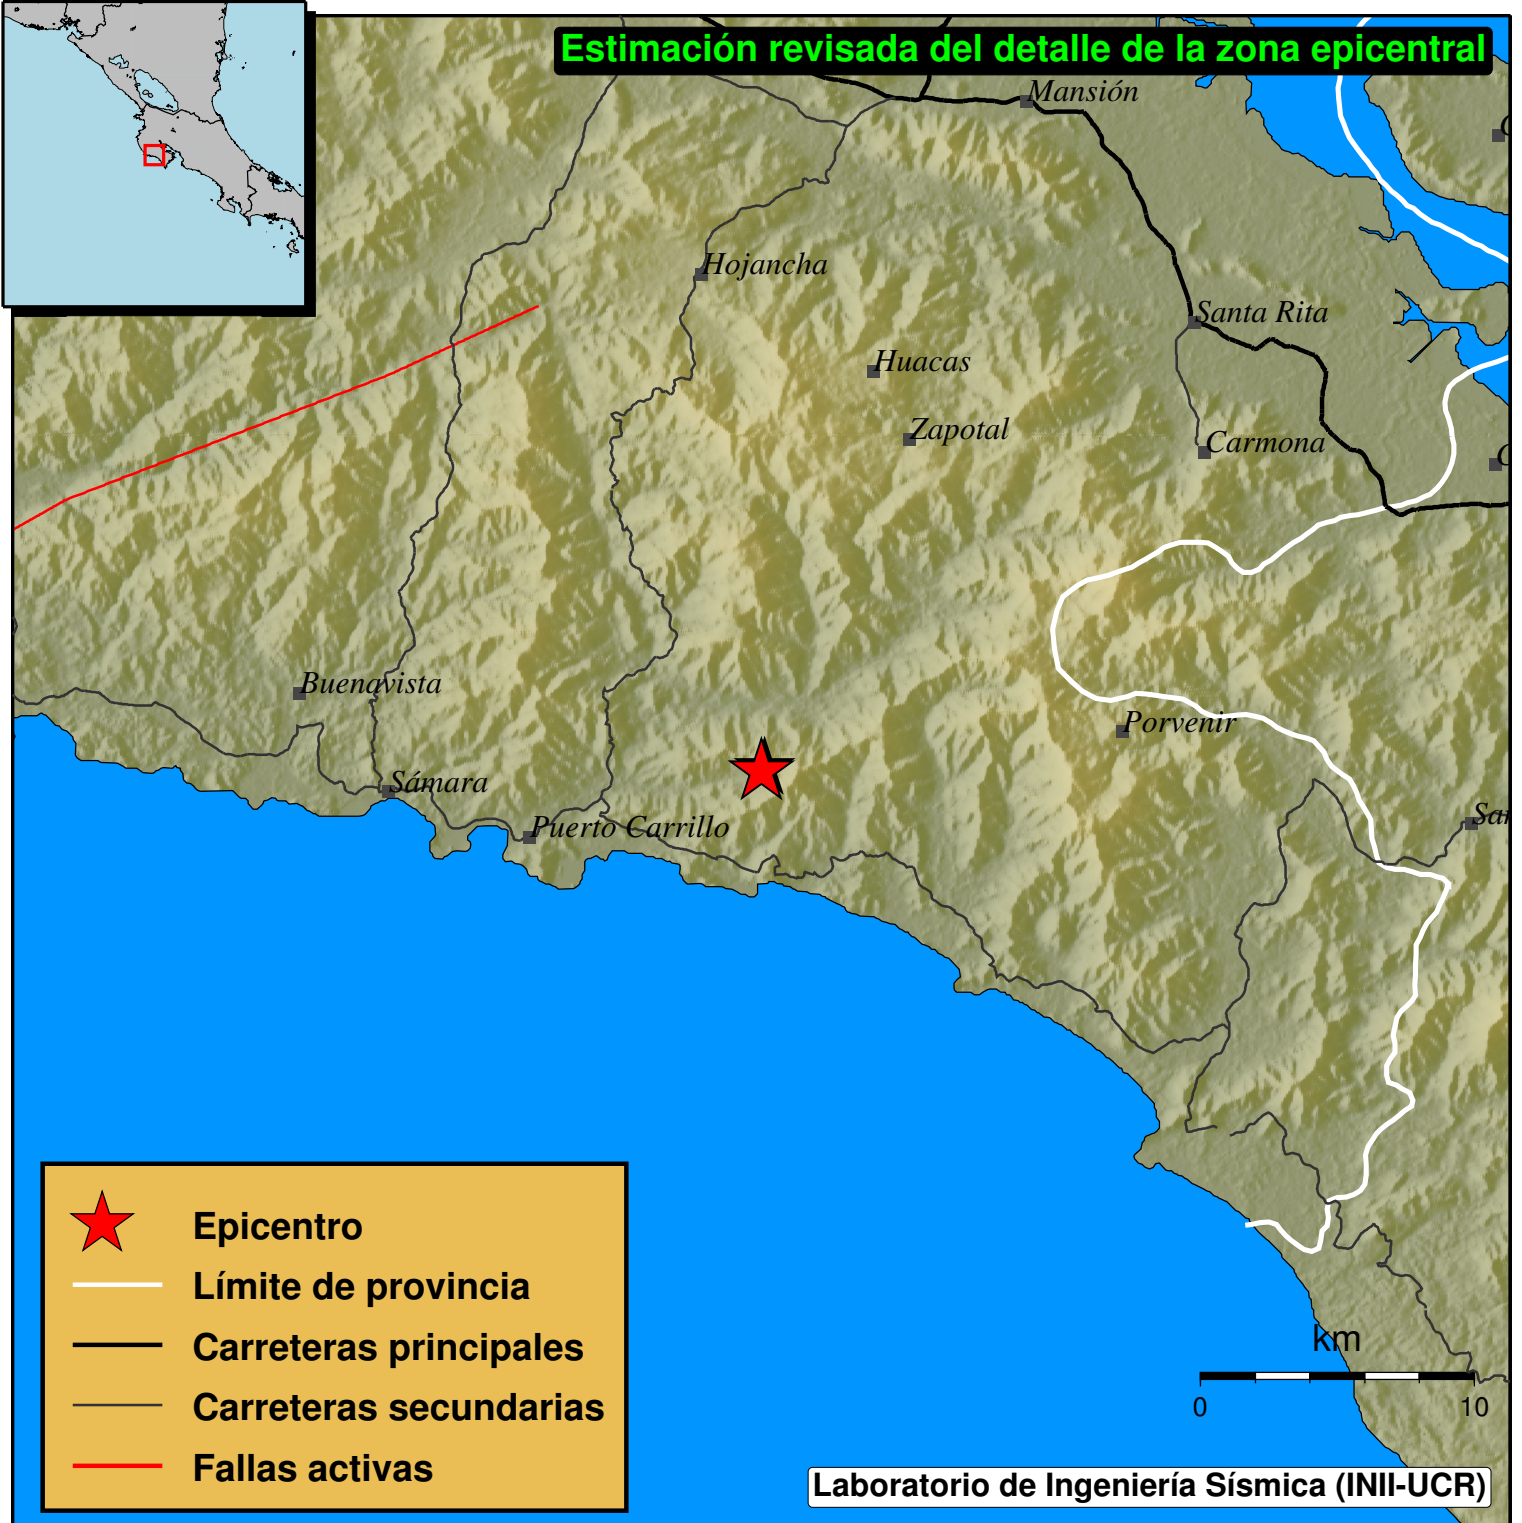 Estimación revisada del detalle de la zona epicentral
Mansión
Hojancha
Santa Rita
Huacas
Zapotal
Carmona
Buenavista
Porvenir
Sámara
Puerto Carrillo
Epicentro
Límite de provincia
Carreteras principales
Carreteras secundarias
Fallas activas
km
0 10
Laboratorio de Ingeniería Sísmica (INII-UCR)